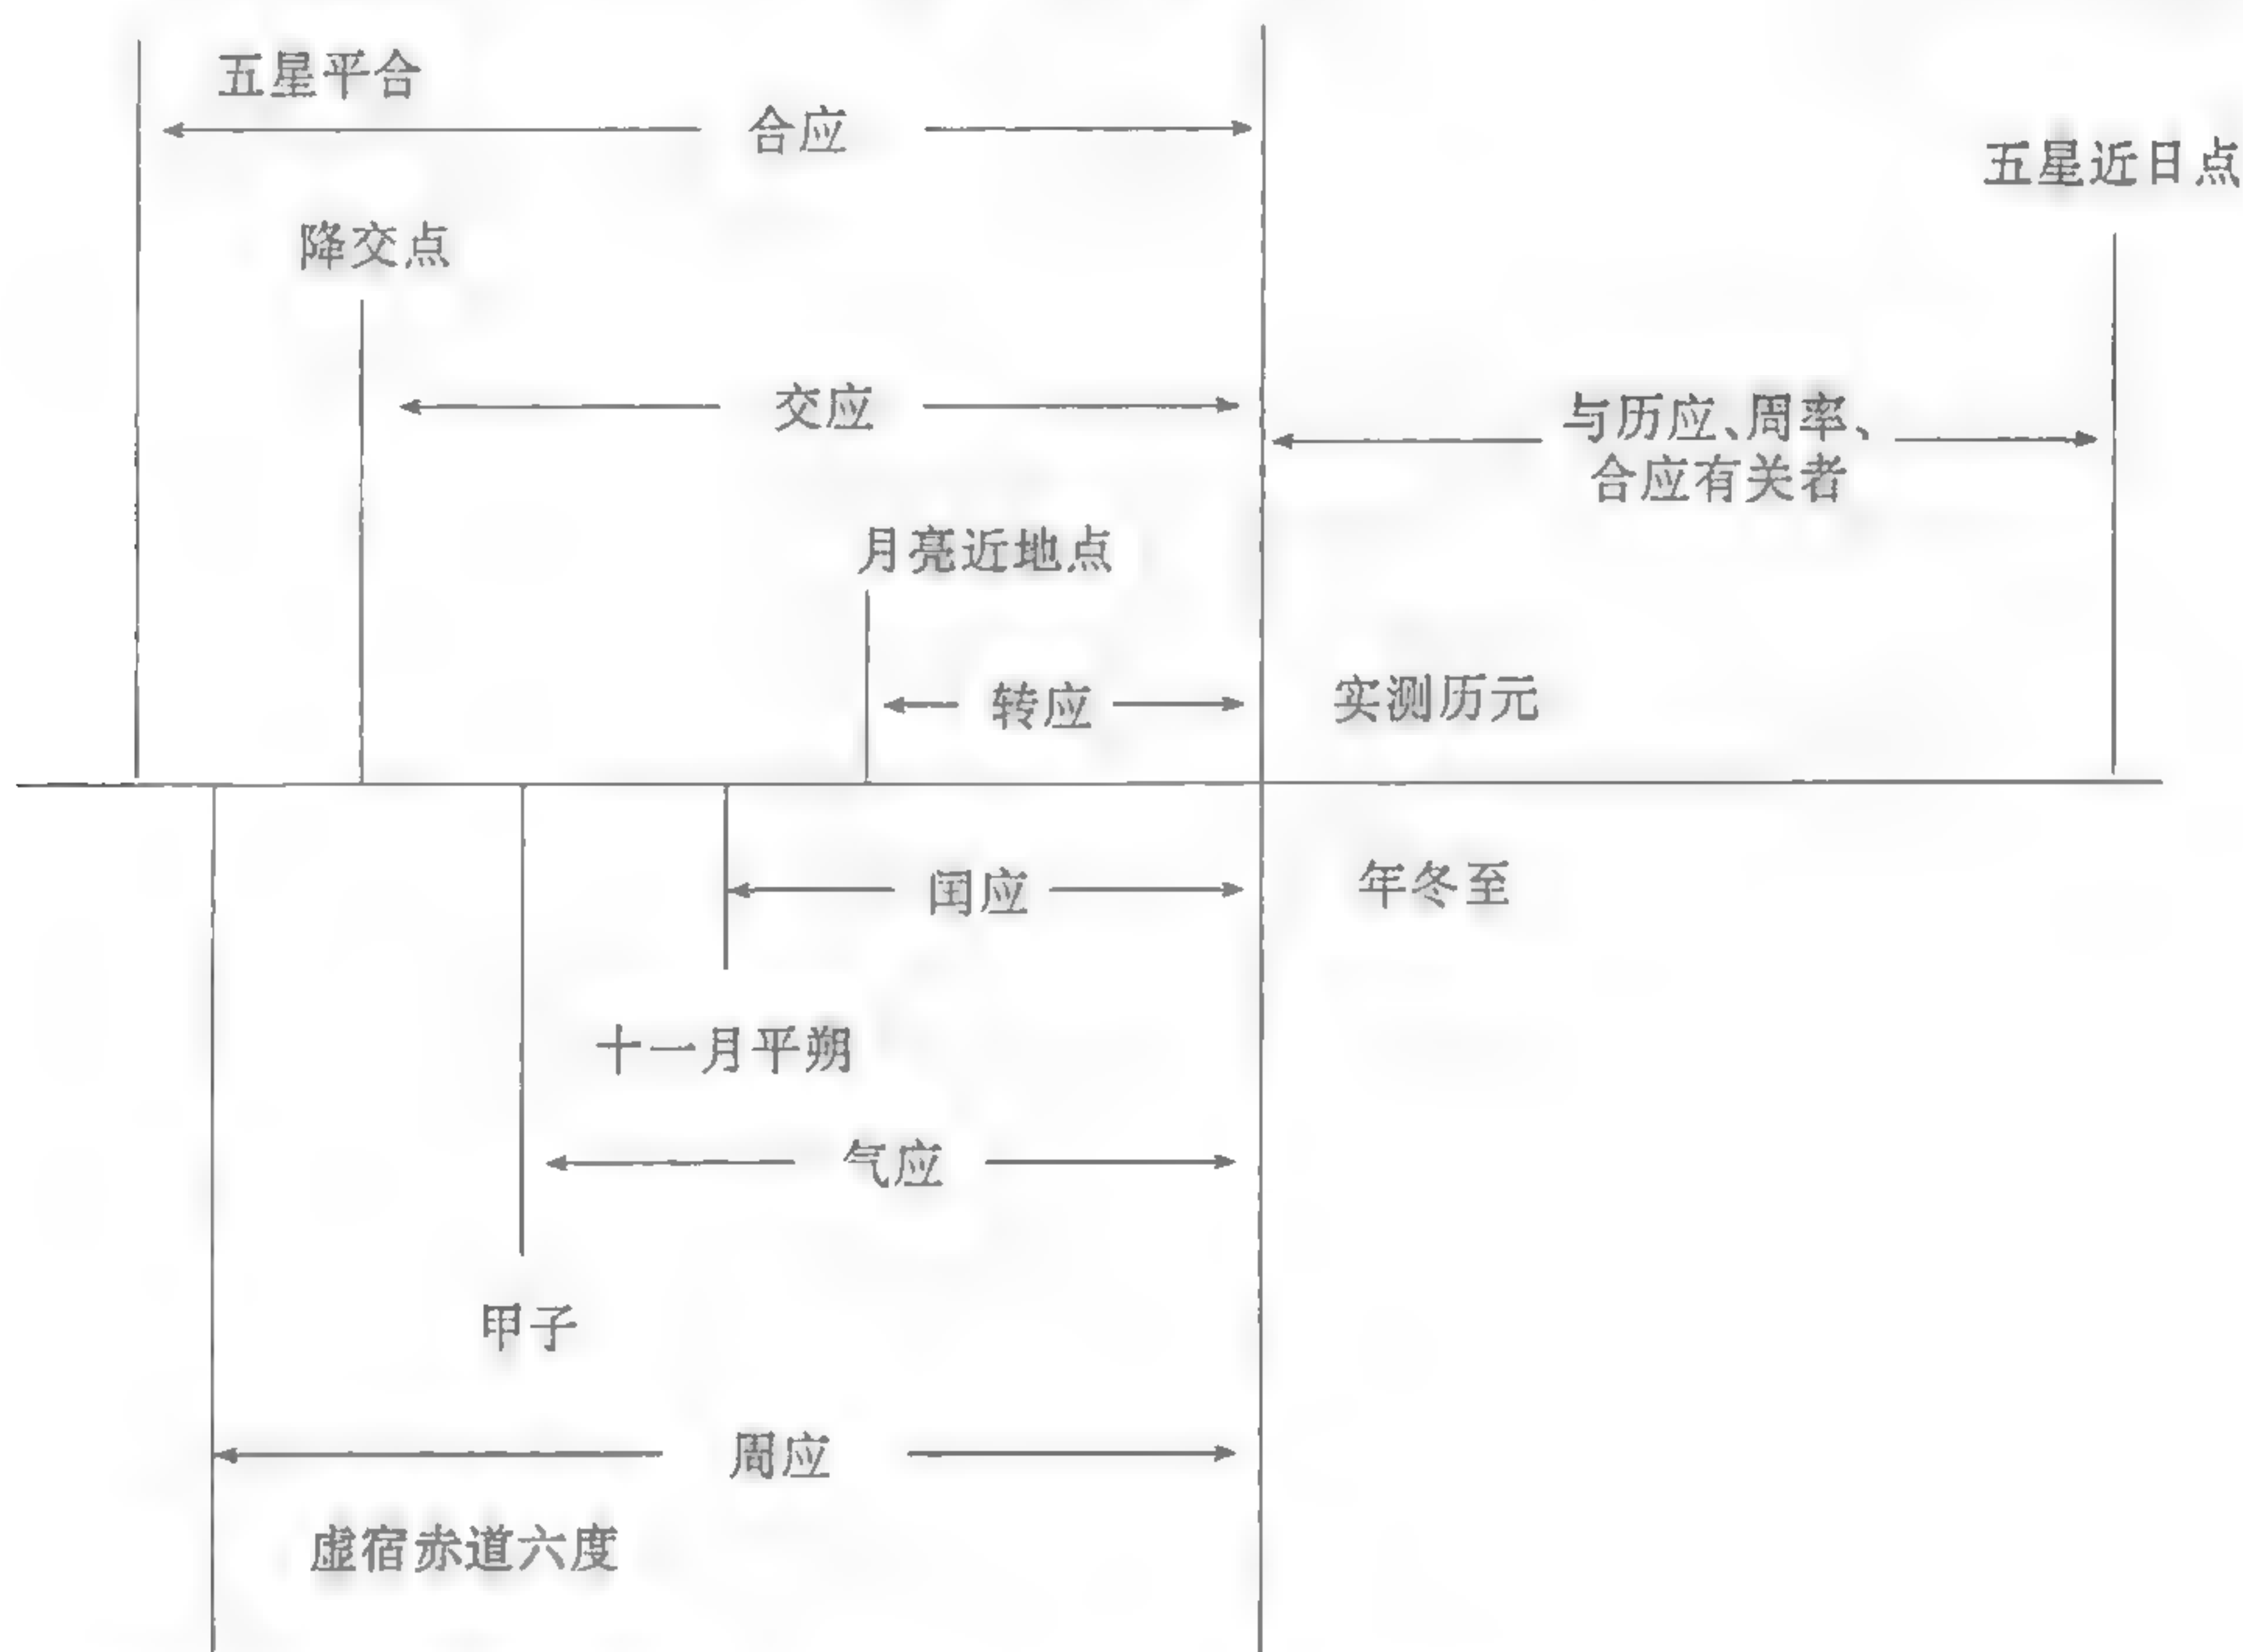 五星平合
合应
五星近日点
降交点
交应
与历应、周率、
合应有关者
月亮近地点
转应
实测历元
闰应
年冬至
十一月平朔
气应
甲子
周应
虚宿赤道六度